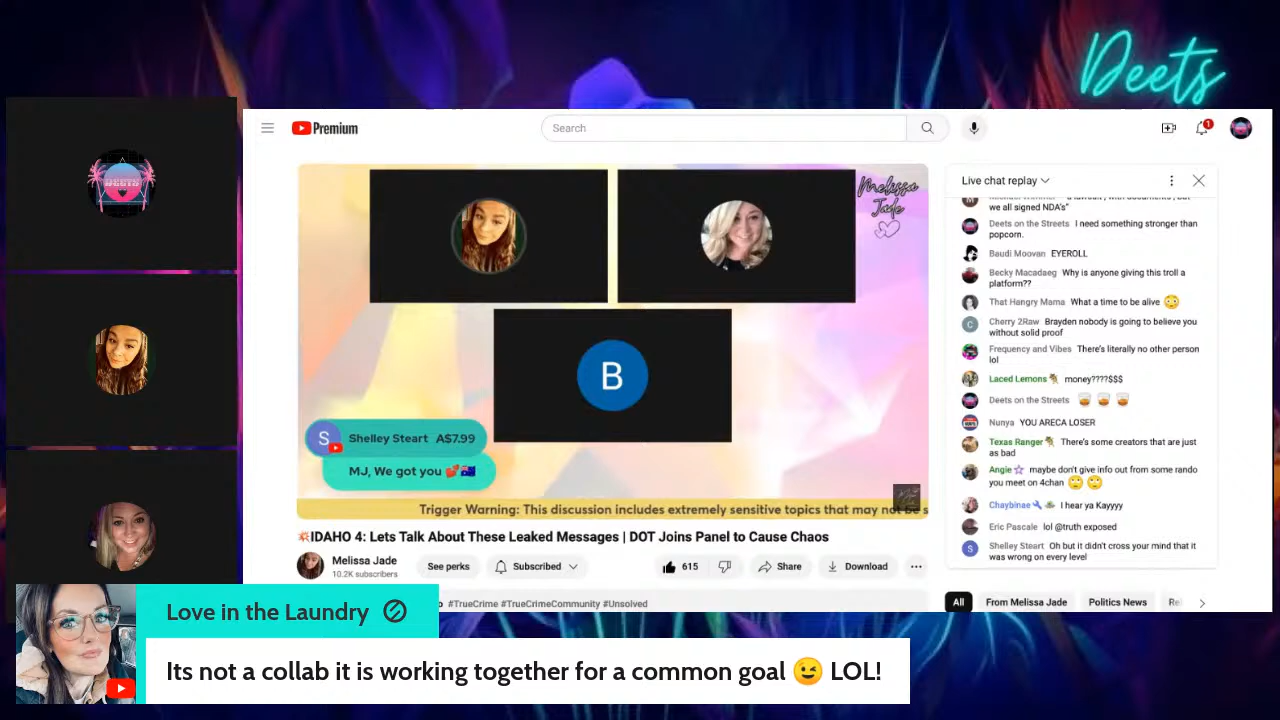 Deets
DEETS
Premium
Search
1
Melissa
Jade
B
S
Shelley Steart A$7.99
MJ, We got you
Trigger Warning: This discussion includes extremely sensitive topics that may not be s
IDAHO 4: Lets Talk About These Leaked Messages | DOT Joins Panel to Cause Chaos
Melissa Jade
10.2K subscribers
See perks
Subscribed
615
Share
Download
#TrueCrime #TrueCrimeCommunity #Unsolved
Live chat replay
we all signed NDA's"
Deets on the Streets I need something stronger than
popcorn.
Baudi Moovan EYEROLL
Becky Macadaeg Why is anyone giving this troll a
platform??
That Hangry Mama What a time to be alive 😳
C
Cherry 2Raw Brayden nobody is going to believe you
without solid proof
Frequency and Vibes There's literally no other person
lol
Laced Lemons money????$$$
Deets on the Streets 🥃 🥃 🥃
Nunya YOU ARECA LOSER
Texas Ranger There's some creators that are just
as bad
Angie maybe don't give info out from some rando
you meet on 4chan 🙄 🙄
Chaybinae I hear ya Kayyyy
Eric Pascale lol @truth exposed
S
Shelley Steart Oh but it didn't cross your mind that it
was wrong on every level
All
From Melissa Jade
Politics News
Love in the Laundry
Its not a collab it is working together for a common goal 😉 LOL!